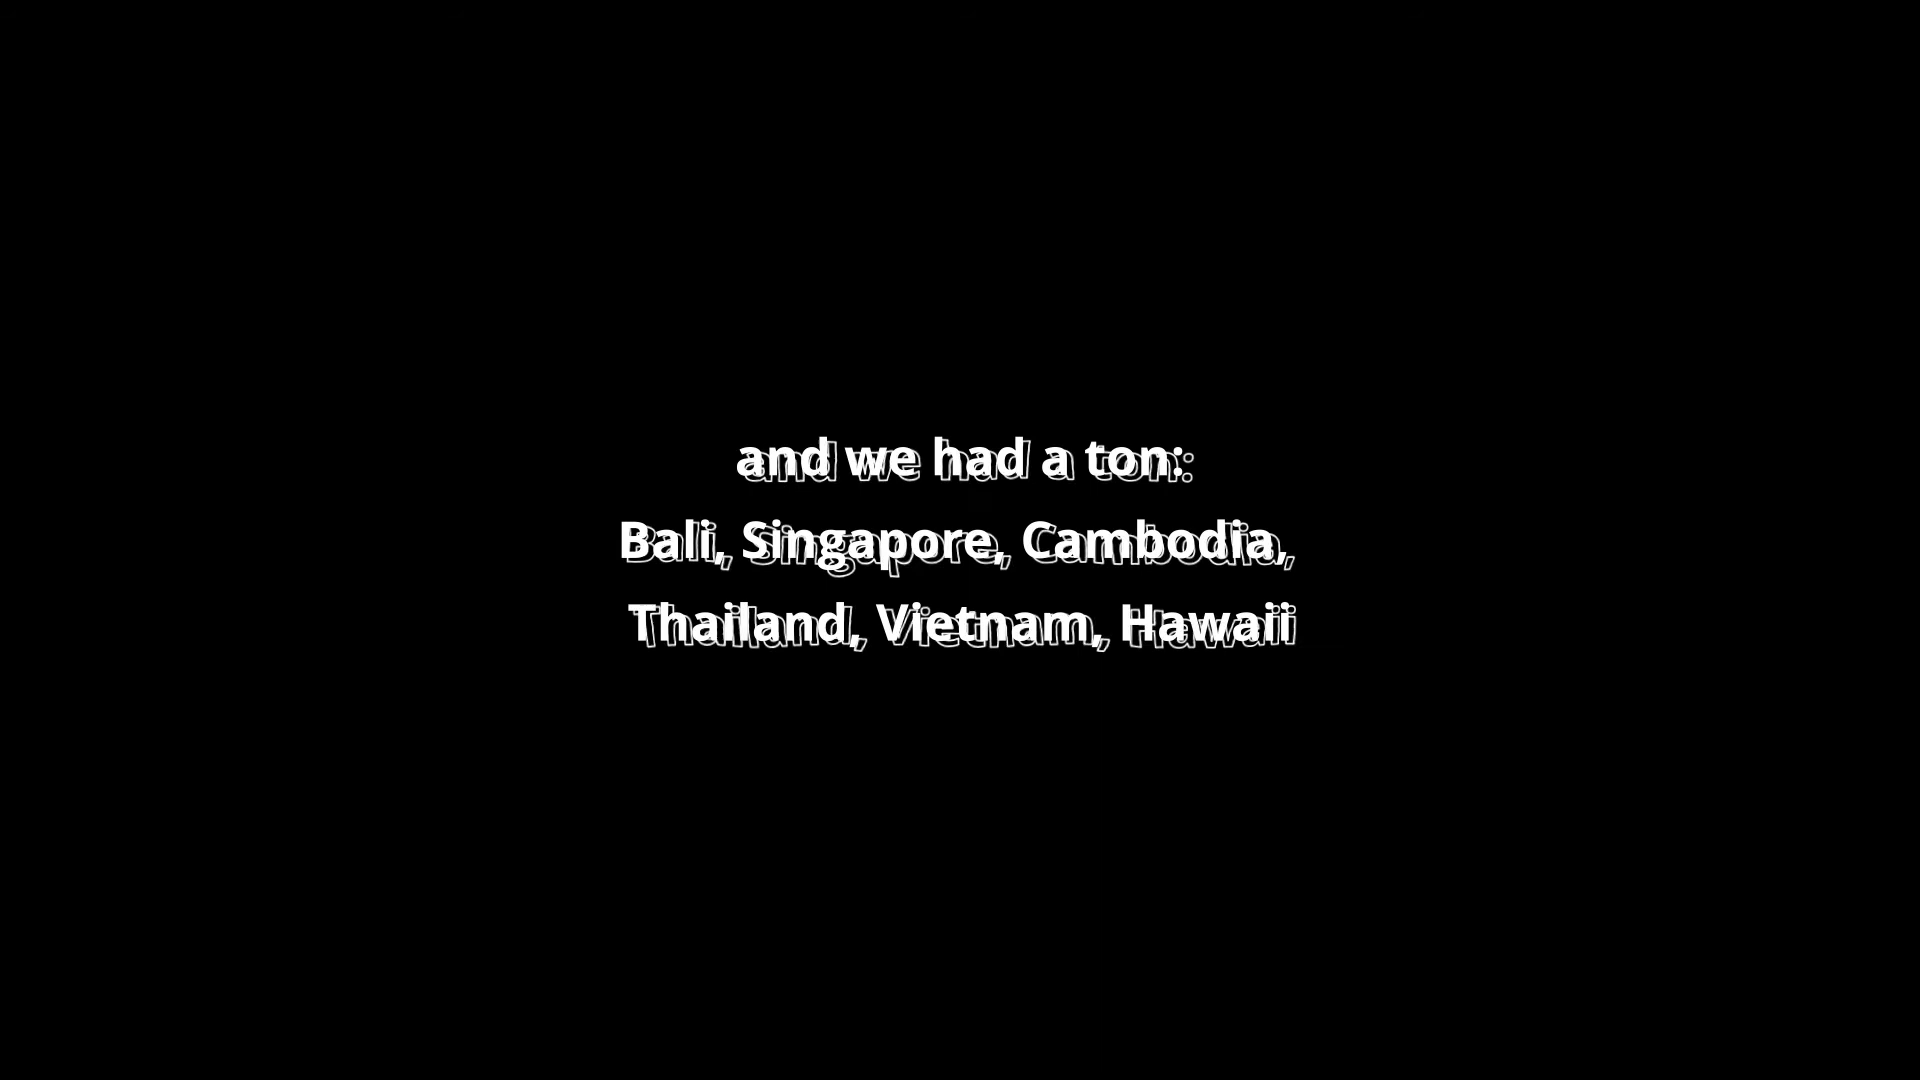 and we had a ton:
Bali, Singapore, Cambodia,
Thailand, Vietnam, Hawaii